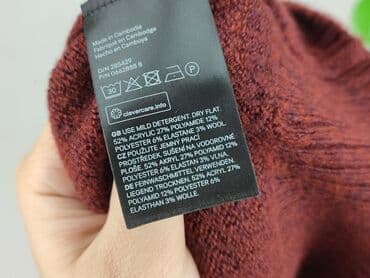 Made in Cambodia
Fabriqué en Cambodge
Hecho en Camboya
O/N 285429
P/N 0662888 B
30
P
clevercare.info
GB USE MILD DETERGENT. DRY FLAT.
52% ACRYLIC 27% POLYAMIDE 12%
POLYESTER 6% ELASTANE 3% WOOL
CZ POUŽIJTE JEMNÝ PRACÍ
PROSTŘEDEK, SUŠENÍ NA VODOROVNÉ
PLOŠE. 52% AKRYL 27% POLYAMID 12%
POLYESTER 6% ELASTAN 3% VLNA
DE FEINWASCHMITTEL VERWENDEN.
LIEGEND TROCKNEN. 52% ACRYL 27%
POLYAMID 12% POLYESTER 6%
ELASTHAN 3% WOLLE.